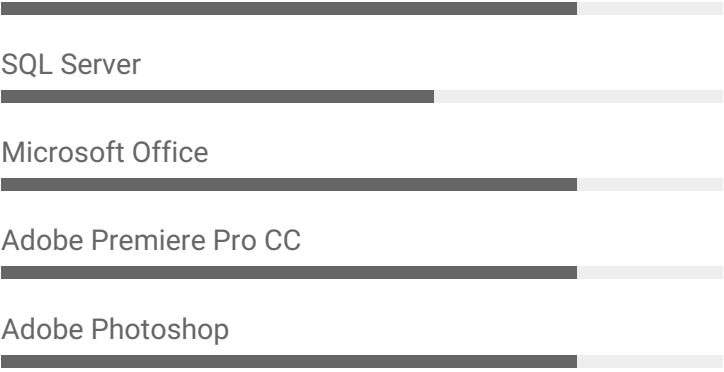 SQL Server
Microsoft Office
Adobe Premiere Pro CC
Adobe Photoshop